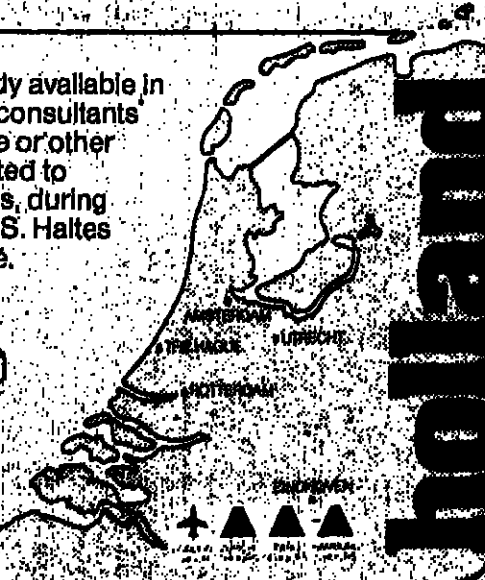 dy available in
consultants'
e or other
ted to
s, during
S. Haltes
é.
AMSTERDAM
THE HAGUE
UTRECHT
ROTTERDAM
EINDHOVEN
holland